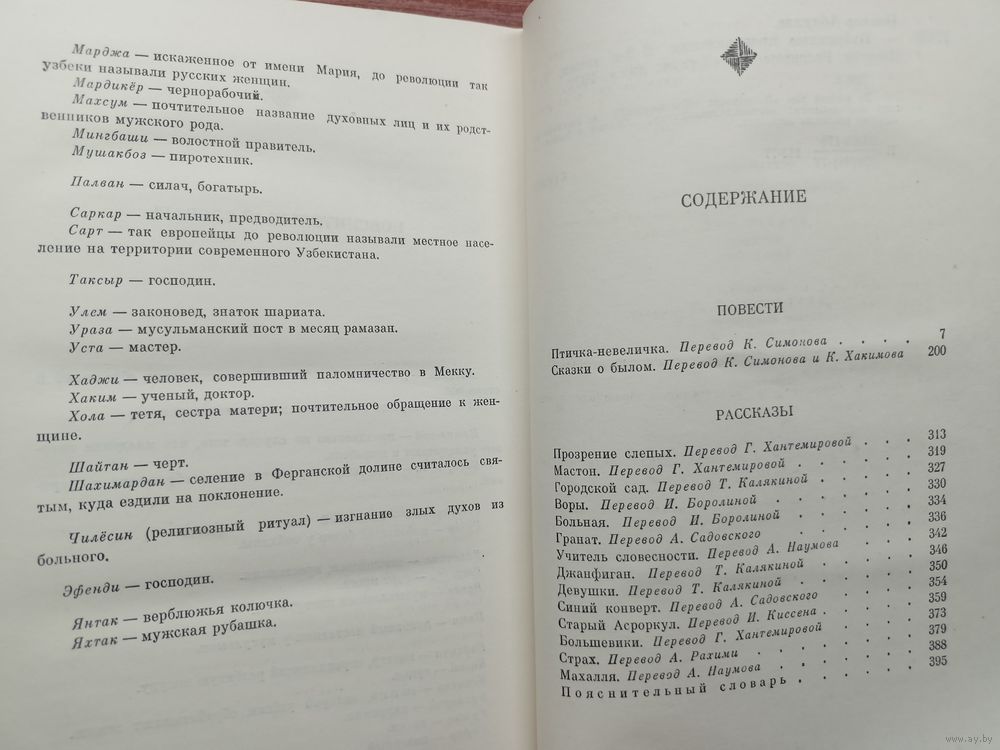 Марджа — искаженное от имени Мария, до революции так
узбеки называли русских женщин.
Мардикёр — чернорабочий.
Махсум — почтительное название духовных лиц и их родст-
венников мужского рода.
Мингбаши — волостной правитель.
Мушакбоз — пиротехник.
Палван — силач, богатырь.
Саркар — начальник, предводитель.
Сарт — так европейцы до революции называли местное насе-
ление на территории современного Узбекистана.
Таксыр — господин.
Улем — законовед, знаток шариата.
Ураза — мусульманский пост в месяц рамазан.
Уста — мастер.
Хаджи — человек, совершивший паломничество в Мекку.
Хаким — ученый, доктор.
Хола — тетя, сестра матери; почтительное обращение к жен-
щине.
Шайтан — черт.
Шахимардан — селение в Ферганской долине считалось свя-
тым, куда ездили на поклонение.
Чилёсин (религиозный ритуал) — изгнание злых духов из
больного.
Эфенди — господин.
Янтак — верблюжья колючка.
Яхтак — мужская рубашка.
СОДЕРЖАНИЕ
ПОВЕСТИ
Птичка-невеличка. Перевод К. Симонова . . . . 7
Сказки о былом. Перевод К. Симонова и К. Хакимова 200
РАССКАЗЫ
Прозрение слепых. Перевод Г. Хантемировой . . . 313
Мастон. Перевод Г. Хантемировой . . . . . 319
Городской сад. Перевод Т. Калякиной . . . . 327
Воры. Перевод И. Боролиной . . . . . 330
Больная. Перевод И. Боролиной . . . . . 334
Гранат. Перевод А. Садовского . . . . . 336
Учитель словесности. Перевод А. Наумова . . . 342
Джанфиган. Перевод Т. Калякиной . . . . 346
Девушки. Перевод Т. Калякиной . . . . . 350
Синий конверт. Перевод А. Садовского . . . . 354
Старый Асроркул. Перевод И. Киссена . . . . 359
Большевики. Перевод Г. Хантемировой . . . . 373
Страх. Перевод А. Рахими . . . . . . 379
Махалля. Перевод А. Наумова . . . . . 388
Пояснительный словарь . . . . . . 395
www.ay.by